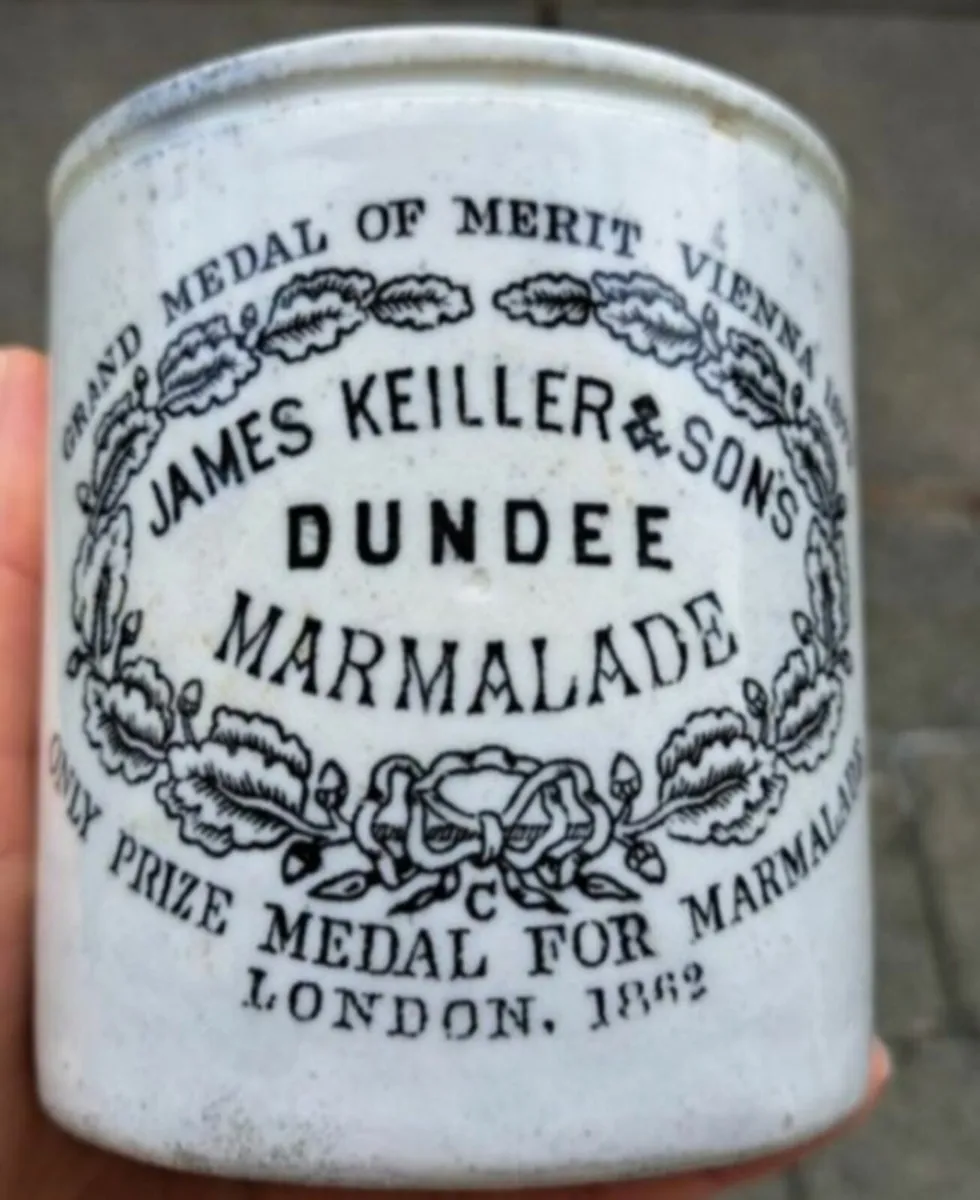 GRAND MEDAL OF MERIT VIENNA
JAMES KEILLER & SON'S
DUNDEE
MARMALADE
C
ONLY PRIZE MEDAL FOR MARMALADE
LONDON. 1862